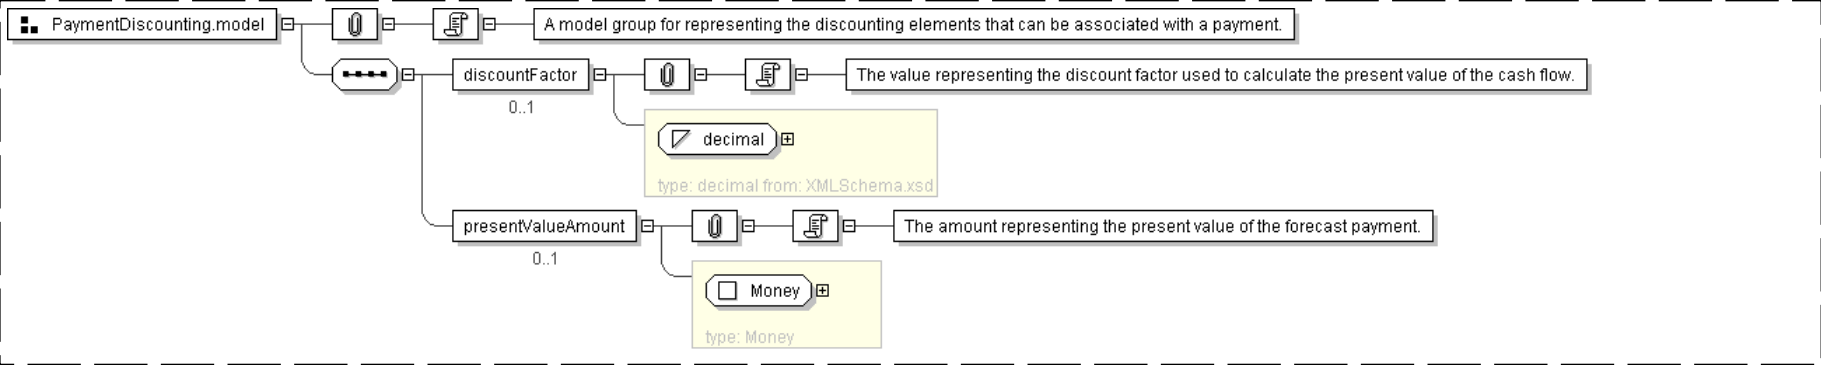 PaymentDiscounting.model
A model group for representing the discounting elements that can be associated with a payment.
discountFactor
The value representing the discount factor used to calculate the present value of the cash flow.
0..1
decimal
type: decimal from: XMLSchema.xsd
presentValueAmount
The amount representing the present value of the forecast payment.
0..1
Money
type: Money